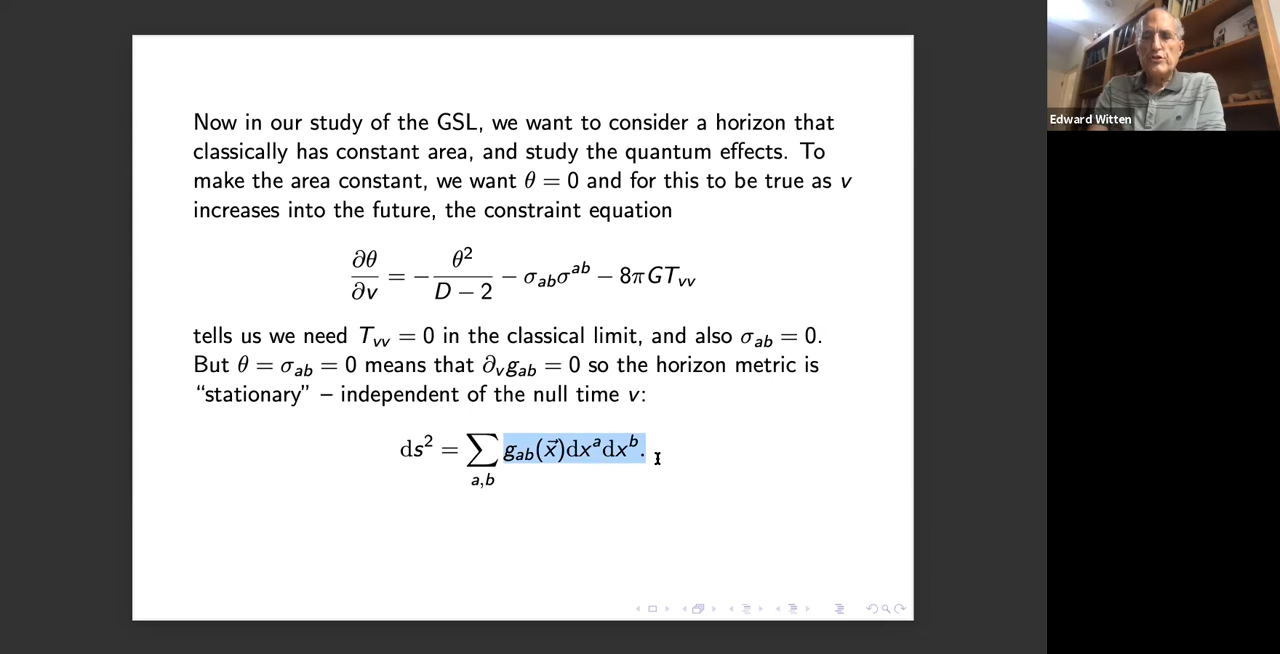 Now in our study of the GSL, we want to consider a horizon that
classically has constant area, and study the quantum effects. To
make the area constant, we want θ = 0 and for this to be true as v
increases into the future, the constraint equation
∂θ/∂v = −θ²/(D − 2) − σ_abσ^ab − 8πGT_vv
tells us we need T_vv = 0 in the classical limit, and also σ_ab = 0.
But θ = σ_ab = 0 means that ∂_vg_ab = 0 so the horizon metric is
“stationary” – independent of the null time v:
ds² = ∑_a,b g_ab(x⃗)dx^adx^b.
Edward Witten